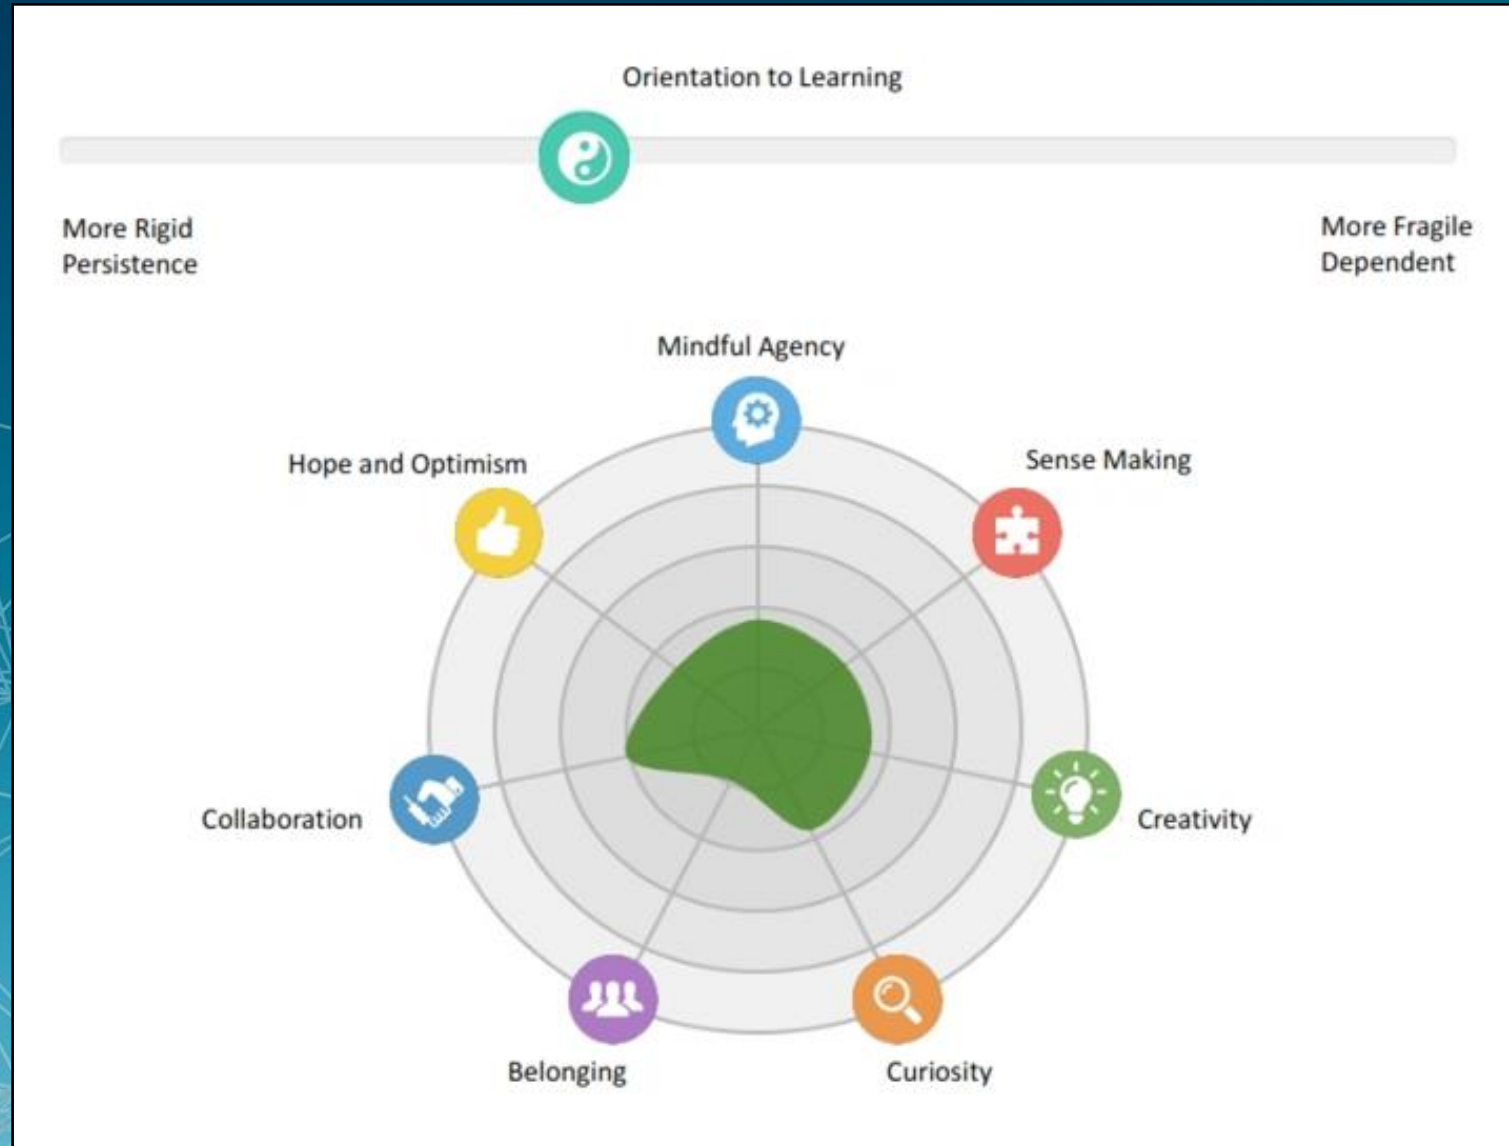 Orientation to Learning
More Rigid
Persistence
More Fragile
Dependent
Mindful Agency
Hope and Optimism
Sense Making
Collaboration
Creativity
Belonging
Curiosity